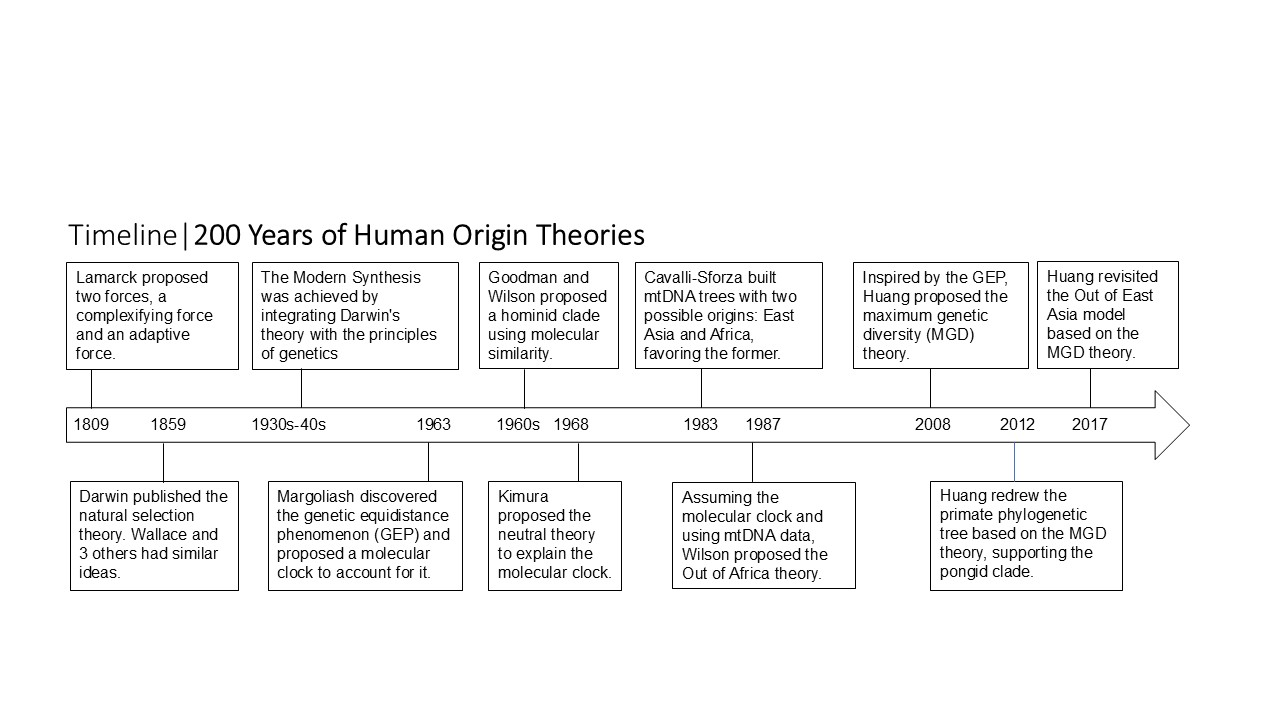 Timeline|200 Years of Human Origin Theories
Lamarck proposed
two forces, a
complexifying force
and an adaptive
force.
The Modern Synthesis
was achieved by
integrating Darwin's
theory with the principles
of genetics
Goodman and
Wilson proposed
a hominid clade
using molecular
similarity.
Cavalli-Sforza built
mtDNA trees with two
possible origins: East
Asia and Africa,
favoring the former.
Inspired by the GEP,
Huang proposed the
maximum genetic
diversity (MGD)
theory.
Huang revisited
the Out of East
Asia model
based on the
MGD theory.
1809 1859 1930s-40s 1963 1960s 1968 1983 1987 2008 2012 2017
Darwin published the
natural selection
theory. Wallace and
3 others had similar
ideas.
Margoliash discovered
the genetic equidistance
phenomenon (GEP) and
proposed a molecular
clock to account for it.
Kimura
proposed the
neutral theory
to explain the
molecular clock.
Assuming the
molecular clock and
using mtDNA data,
Wilson proposed the
Out of Africa theory.
Huang redrew the
primate phylogenetic
tree based on the MGD
theory, supporting the
pongid clade.